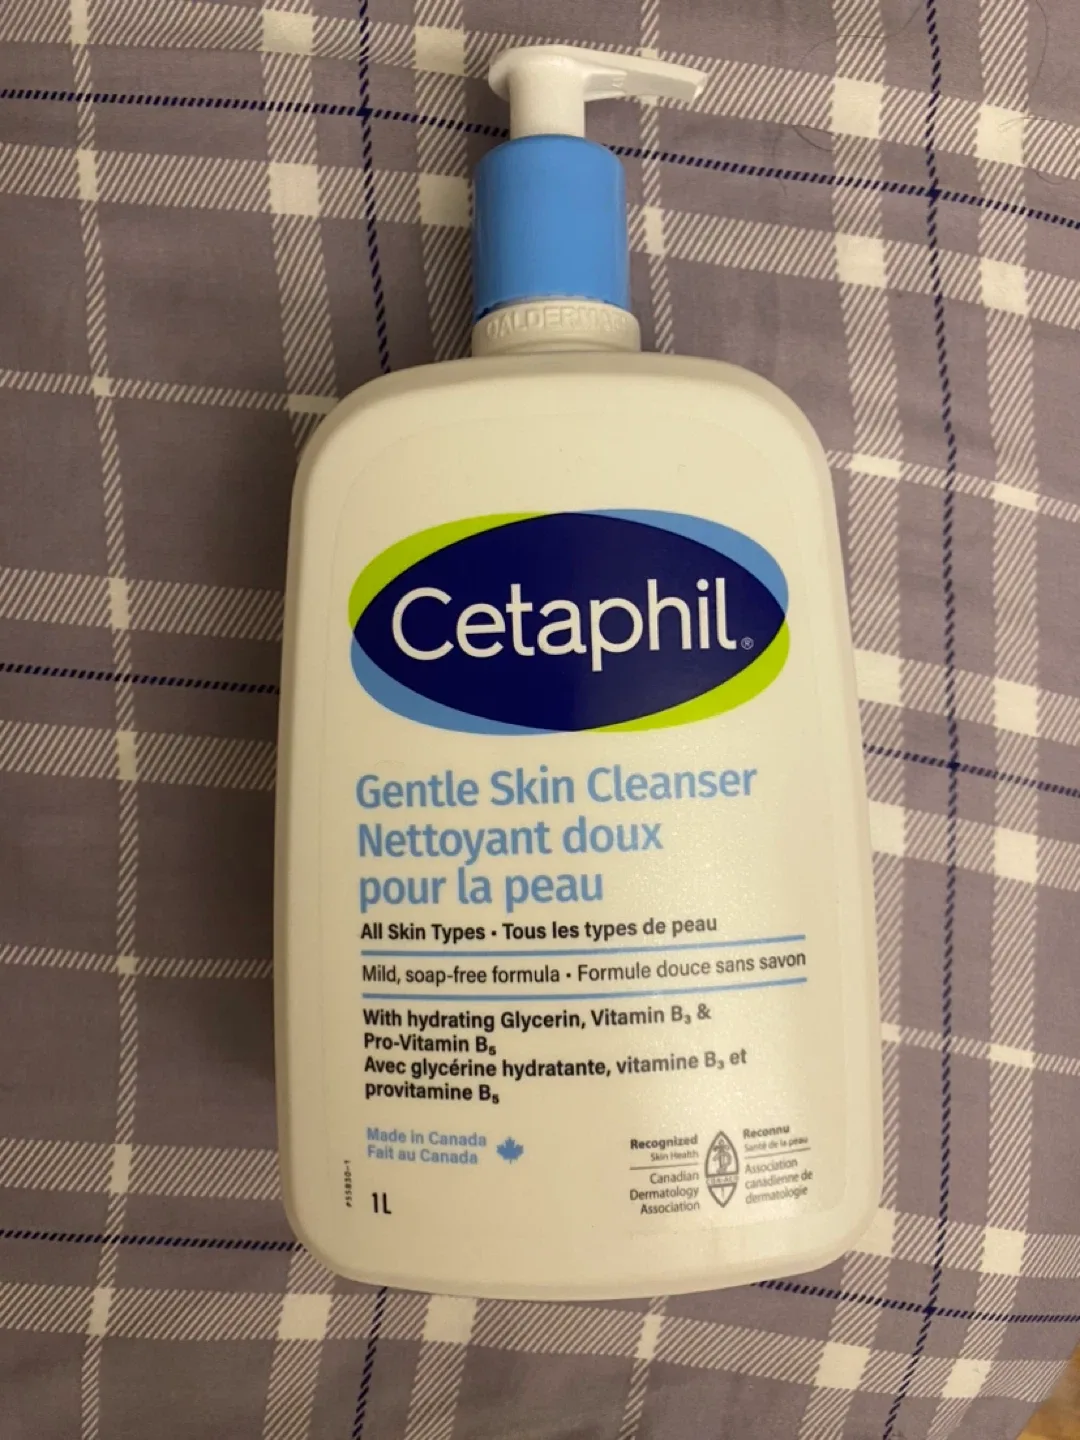 GALDERMA
Cetaphil®
Gentle Skin Cleanser
Nettoyant doux
pour la peau
All Skin Types • Tous les types de peau
Mild, soap-free formula • Formule douce sans savon
With hydrating Glycerin, Vitamin B₃ &
Pro-Vitamin B₅
Avec glycérine hydratante, vitamine B₃ et
provitamine B₅
Made in Canada
Fait au Canada
1L
Recognized
Skin Health
Canadian
Dermatology
Association
Reconnu
Santé de la peau
Association
canadienne de
dermatologie